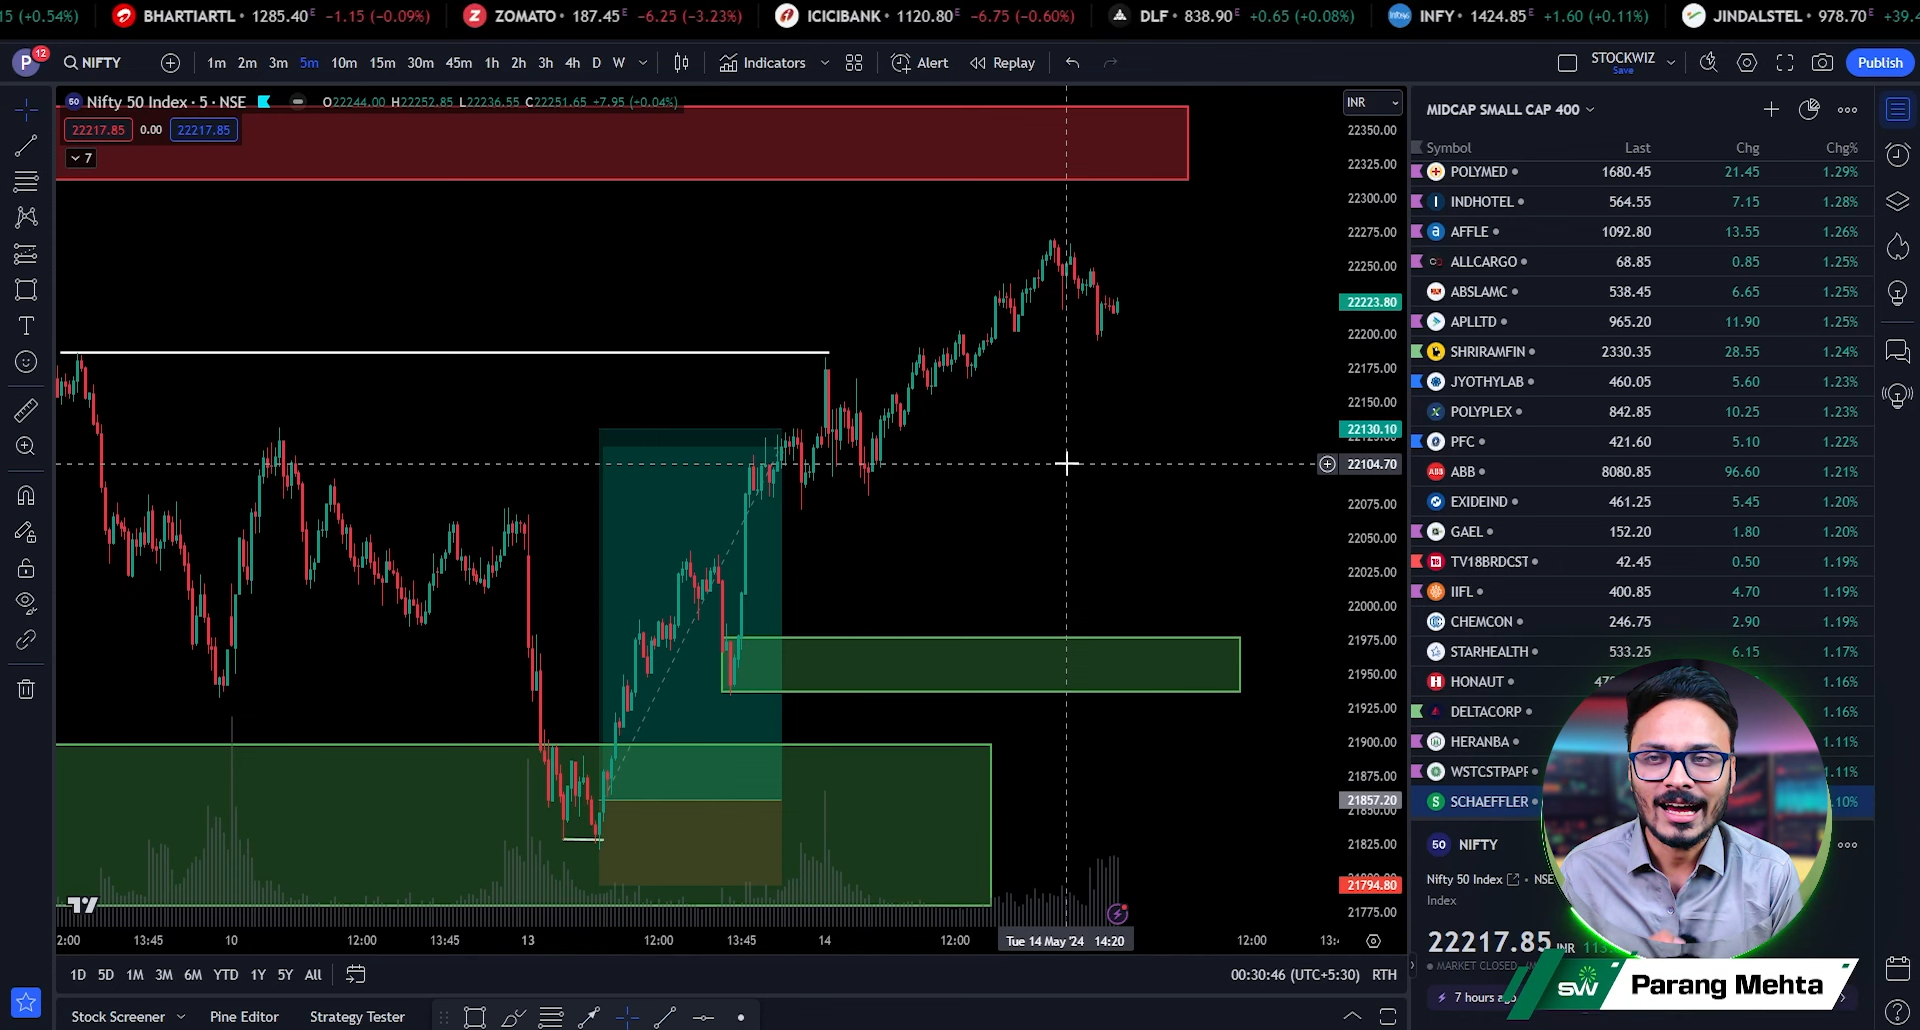 5 (+0.54%) BHARTIARTL • 1285.40 E -1.15 (-0.09%) ZOMATO • 187.45 E -6.25 (-3.23%) ICICIBANK • 1120.80 E -6.75 (-0.60%) DLF • 838.90 E +0.65 (+0.08%) INFY • 1424.85 E +1.60 (+0.11%) JINDALSTEL • 978.70 E +39.4
P 12 NIFTY 1m 2m 3m 5m 10m 15m 30m 45m 1h 2h 3h 4h D W Indicators Alert Replay STOCKWIZ Save Publish
50 Nifty 50 Index • 5 • NSE O22244.00 H22252.85 L22236.55 C22251.65 +7.95 (+0.04%) INR
22217.85 0.00 22217.85
7
22350.00
22325.00
22300.00
22275.00
22250.00
22223.80
22200.00
22175.00
22150.00
22130.10
22104.70
22075.00
22050.00
22025.00
22000.00
21975.00
21950.00
21925.00
21900.00
21875.00
21857.20
21850.00
21825.00
21794.80
21775.00
2:00 13:45 10 12:00 13:45 13 12:00 13:45 14 12:00 Tue 14 May '24 14:20 12:00 13:4
1D 5D 1M 3M 6M YTD 1Y 5Y All 00:30:46 (UTC+5:30) RTH
Stock Screener Pine Editor Strategy Tester
MIDCAP SMALL CAP 400
Symbol Last Chg Chg%
POLYMED 1680.45 21.45 1.29%
INDHOTEL 564.55 7.15 1.28%
AFFLE 1092.80 13.55 1.26%
ALLCARGO 68.85 0.85 1.25%
ABSLAMC 538.45 6.65 1.25%
APLLTD 965.20 11.90 1.25%
SHRIRAMFIN 2330.35 28.55 1.24%
JYOTHYLAB 460.05 5.60 1.23%
POLYPLEX 842.85 10.25 1.23%
PFC 421.60 5.10 1.22%
ABB 8080.85 96.60 1.21%
EXIDEIND 461.25 5.45 1.20%
GAEL 152.20 1.80 1.20%
TV18BRDCST 42.45 0.50 1.19%
IIFL 400.85 4.70 1.19%
CHEMCON 246.75 2.90 1.19%
STARHEALTH 533.25 6.15 1.17%
HONAUT 1.16%
DELTACORP 1.16%
HERANBA 1.11%
WSTCSTPAPR 1.11%
SCHAEFFLER .10%
50 NIFTY
Nifty 50 Index • NSE
Index
22217.85 INR
MARKET CLOSED
7 hours ago
SW Parang Mehta